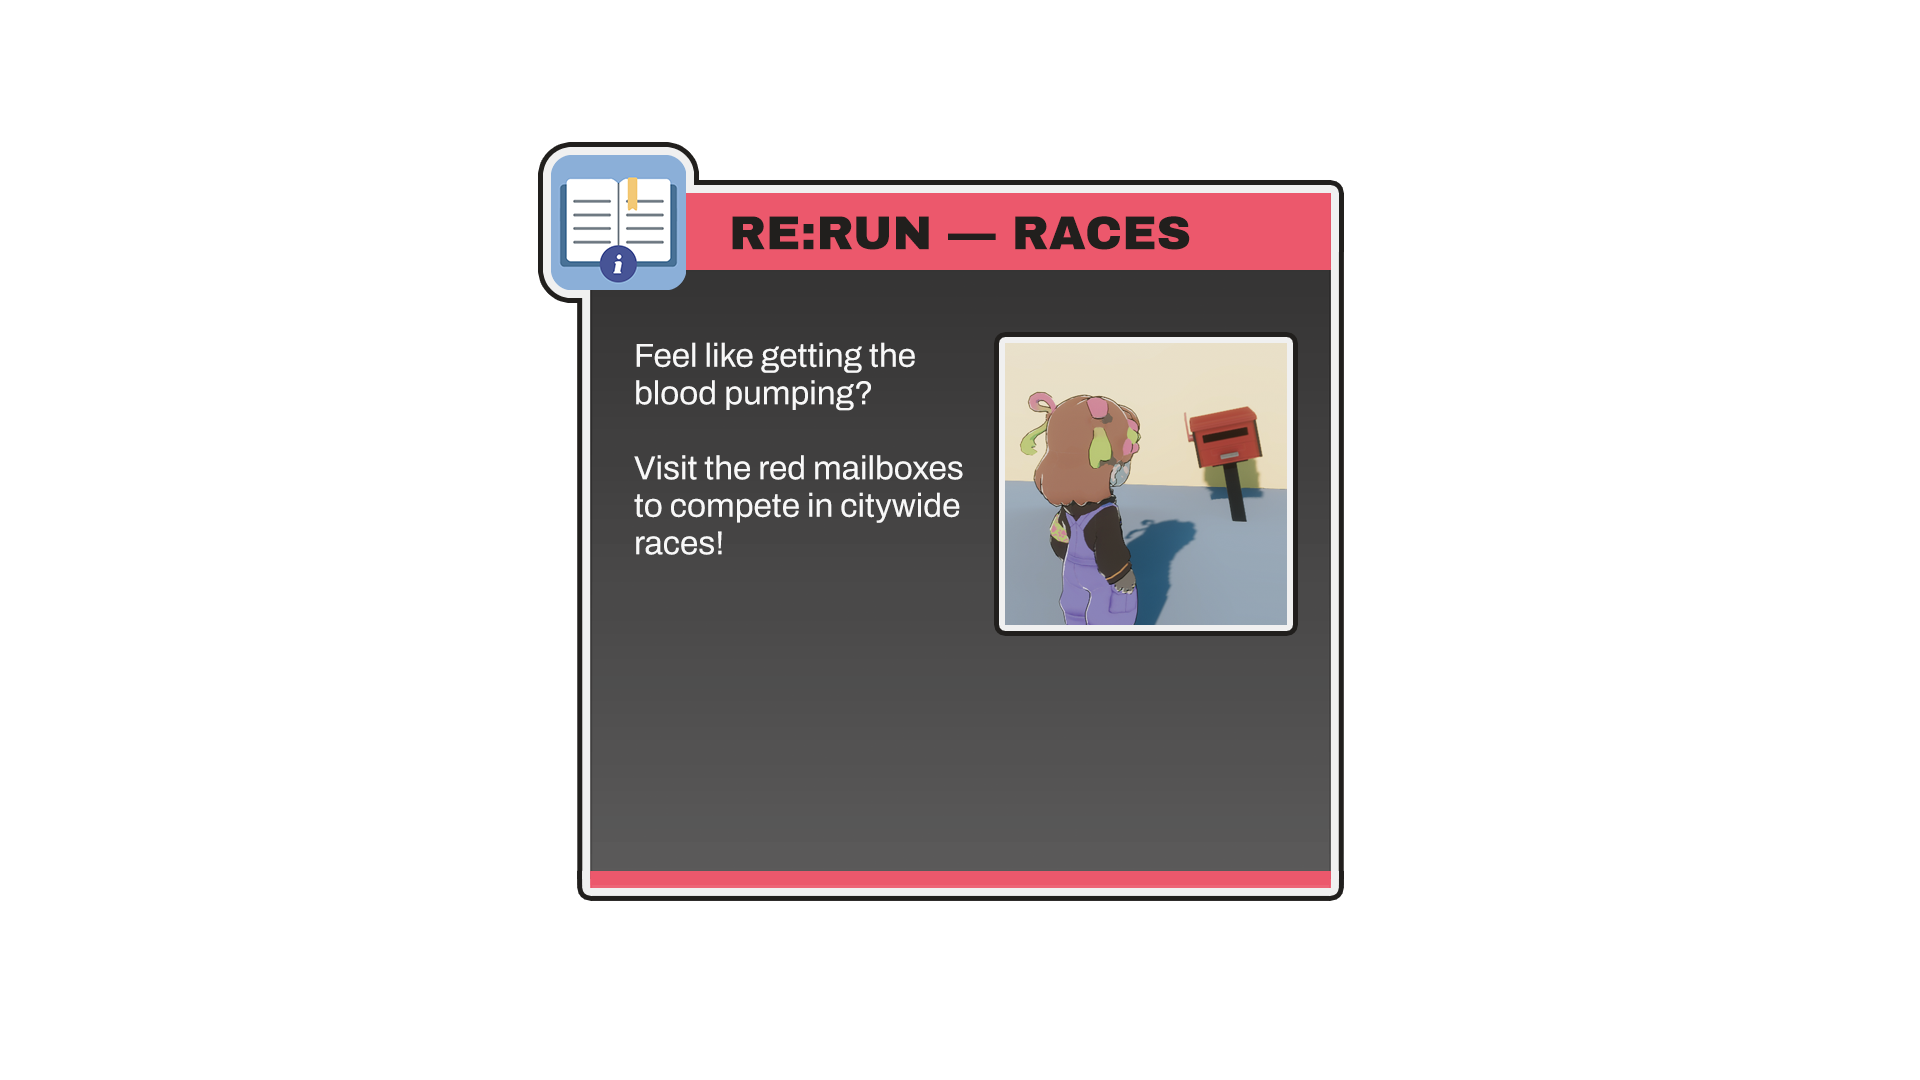 RE:RUN — RACES
Feel like getting the
blood pumping?
Visit the red mailboxes
to compete in citywide
races!
i